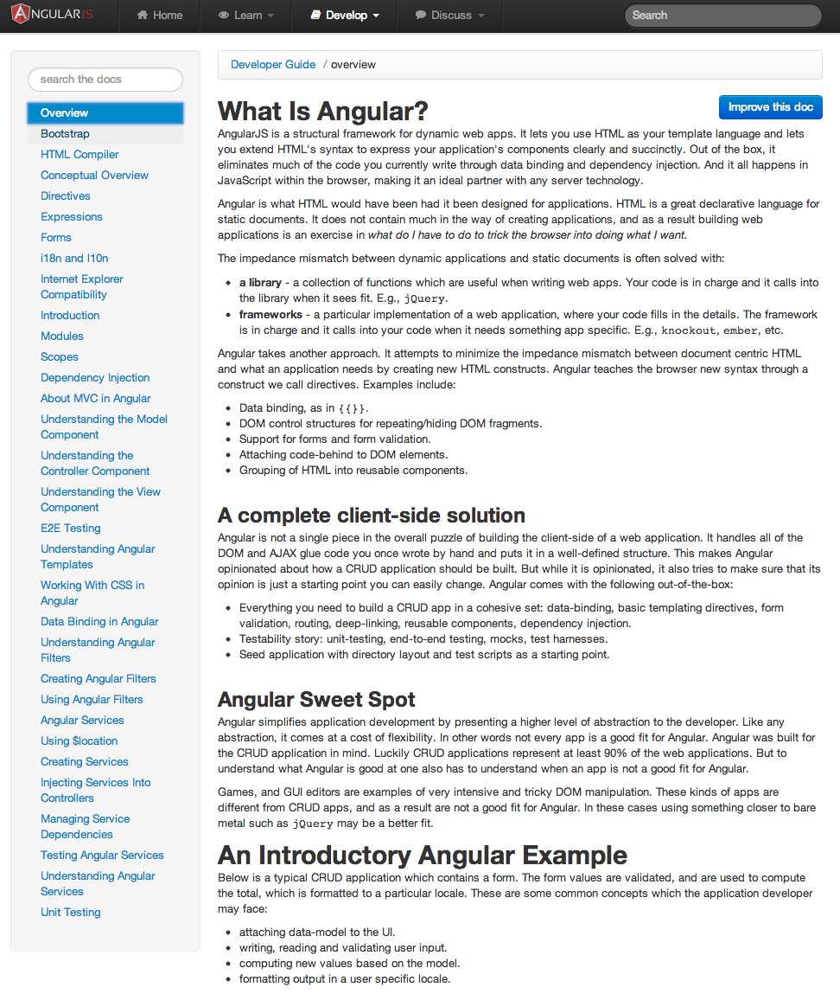 ANGULARJS Home Learn Develop Discuss Search
search the docs
Overview
Bootstrap
HTML Compiler
Conceptual Overview
Directives
Expressions
Forms
i18n and l10n
Internet Explorer
Compatibility
Introduction
Modules
Scopes
Dependency Injection
About MVC in Angular
Understanding the Model
Component
Understanding the
Controller Component
Understanding the View
Component
E2E Testing
Understanding Angular
Templates
Working With CSS in
Angular
Data Binding in Angular
Understanding Angular
Filters
Creating Angular Filters
Using Angular Filters
Angular Services
Using $location
Creating Services
Injecting Services Into
Controllers
Managing Service
Dependencies
Testing Angular Services
Understanding Angular
Services
Unit Testing
Developer Guide / overview
Improve this doc
What Is Angular?
AngularJS is a structural framework for dynamic web apps. It lets you use HTML as your template language and lets
you extend HTML's syntax to express your application's components clearly and succinctly. Out of the box, it
eliminates much of the code you currently write through data binding and dependency injection. And it all happens in
JavaScript within the browser, making it an ideal partner with any server technology.
Angular is what HTML would have been had it been designed for applications. HTML is a great declarative language for
static documents. It does not contain much in the way of creating applications, and as a result building web
applications is an exercise in what do I have to do to trick the browser into doing what I want.
The impedance mismatch between dynamic applications and static documents is often solved with:
• a library - a collection of functions which are useful when writing web apps. Your code is in charge and it calls into
the library when it sees fit. E.g., jQuery.
• frameworks - a particular implementation of a web application, where your code fills in the details. The framework
is in charge and it calls into your code when it needs something app specific. E.g., knockout, ember, etc.
Angular takes another approach. It attempts to minimize the impedance mismatch between document centric HTML
and what an application needs by creating new HTML constructs. Angular teaches the browser new syntax through a
construct we call directives. Examples include:
• Data binding, as in {{}}.
• DOM control structures for repeating/hiding DOM fragments.
• Support for forms and form validation.
• Attaching code-behind to DOM elements.
• Grouping of HTML into reusable components.
A complete client-side solution
Angular is not a single piece in the overall puzzle of building the client-side of a web application. It handles all of the
DOM and AJAX glue code you once wrote by hand and puts it in a well-defined structure. This makes Angular
opinionated about how a CRUD application should be built. But while it is opinionated, it also tries to make sure that its
opinion is just a starting point you can easily change. Angular comes with the following out-of-the-box:
• Everything you need to build a CRUD app in a cohesive set: data-binding, basic templating directives, form
validation, routing, deep-linking, reusable components, dependency injection.
• Testability story: unit-testing, end-to-end testing, mocks, test harnesses.
• Seed application with directory layout and test scripts as a starting point.
Angular Sweet Spot
Angular simplifies application development by presenting a higher level of abstraction to the developer. Like any
abstraction, it comes at a cost of flexibility. In other words not every app is a good fit for Angular. Angular was built for
the CRUD application in mind. Luckily CRUD applications represent at least 90% of the web applications. But to
understand what Angular is good at one also has to understand when an app is not a good fit for Angular.
Games, and GUI editors are examples of very intensive and tricky DOM manipulation. These kinds of apps are
different from CRUD apps, and as a result are not a good fit for Angular. In these cases using something closer to bare
metal such as jQuery may be a better fit.
An Introductory Angular Example
Below is a typical CRUD application which contains a form. The form values are validated, and are used to compute
the total, which is formatted to a particular locale. These are some common concepts which the application developer
may face:
• attaching data-model to the UI.
• writing, reading and validating user input.
• computing new values based on the model.
• formatting output in a user specific locale.